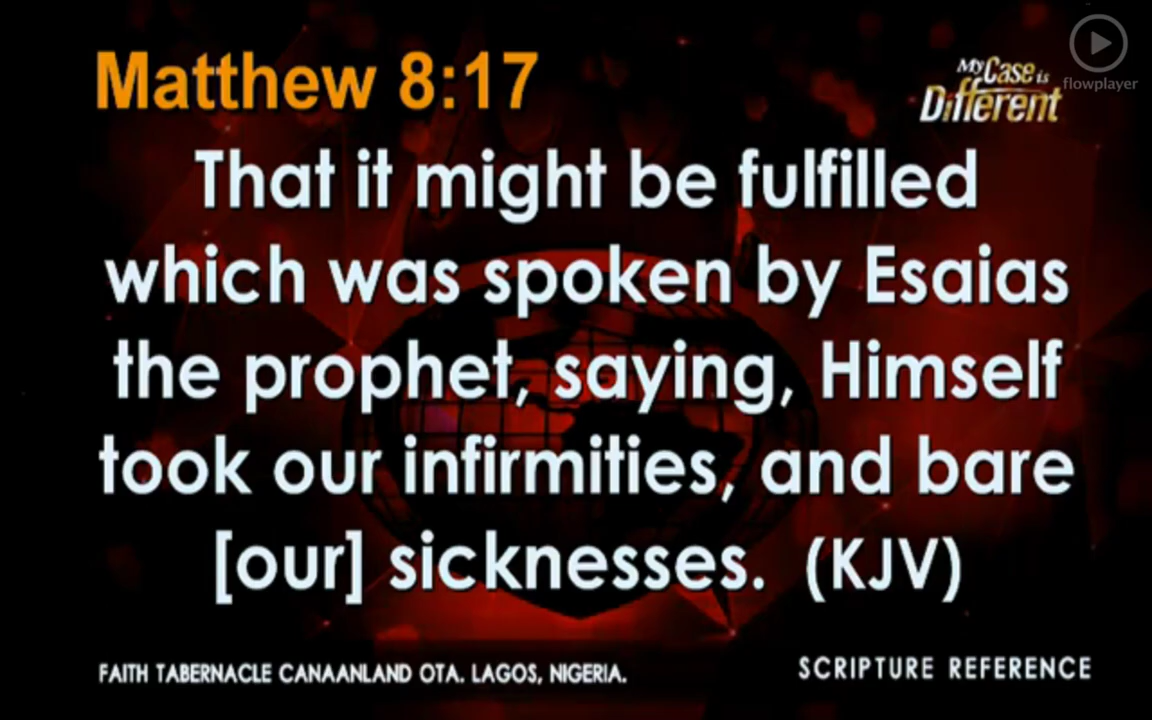 Matthew 8:17
My Case is
Different
flowplayer
That it might be fulfilled
which was spoken by Esaias
the prophet, saying, Himself
took our infirmities, and bare
[our] sicknesses. (KJV)
FAITH TABERNACLE CANAANLAND OTA. LAGOS, NIGERIA.
SCRIPTURE REFERENCE